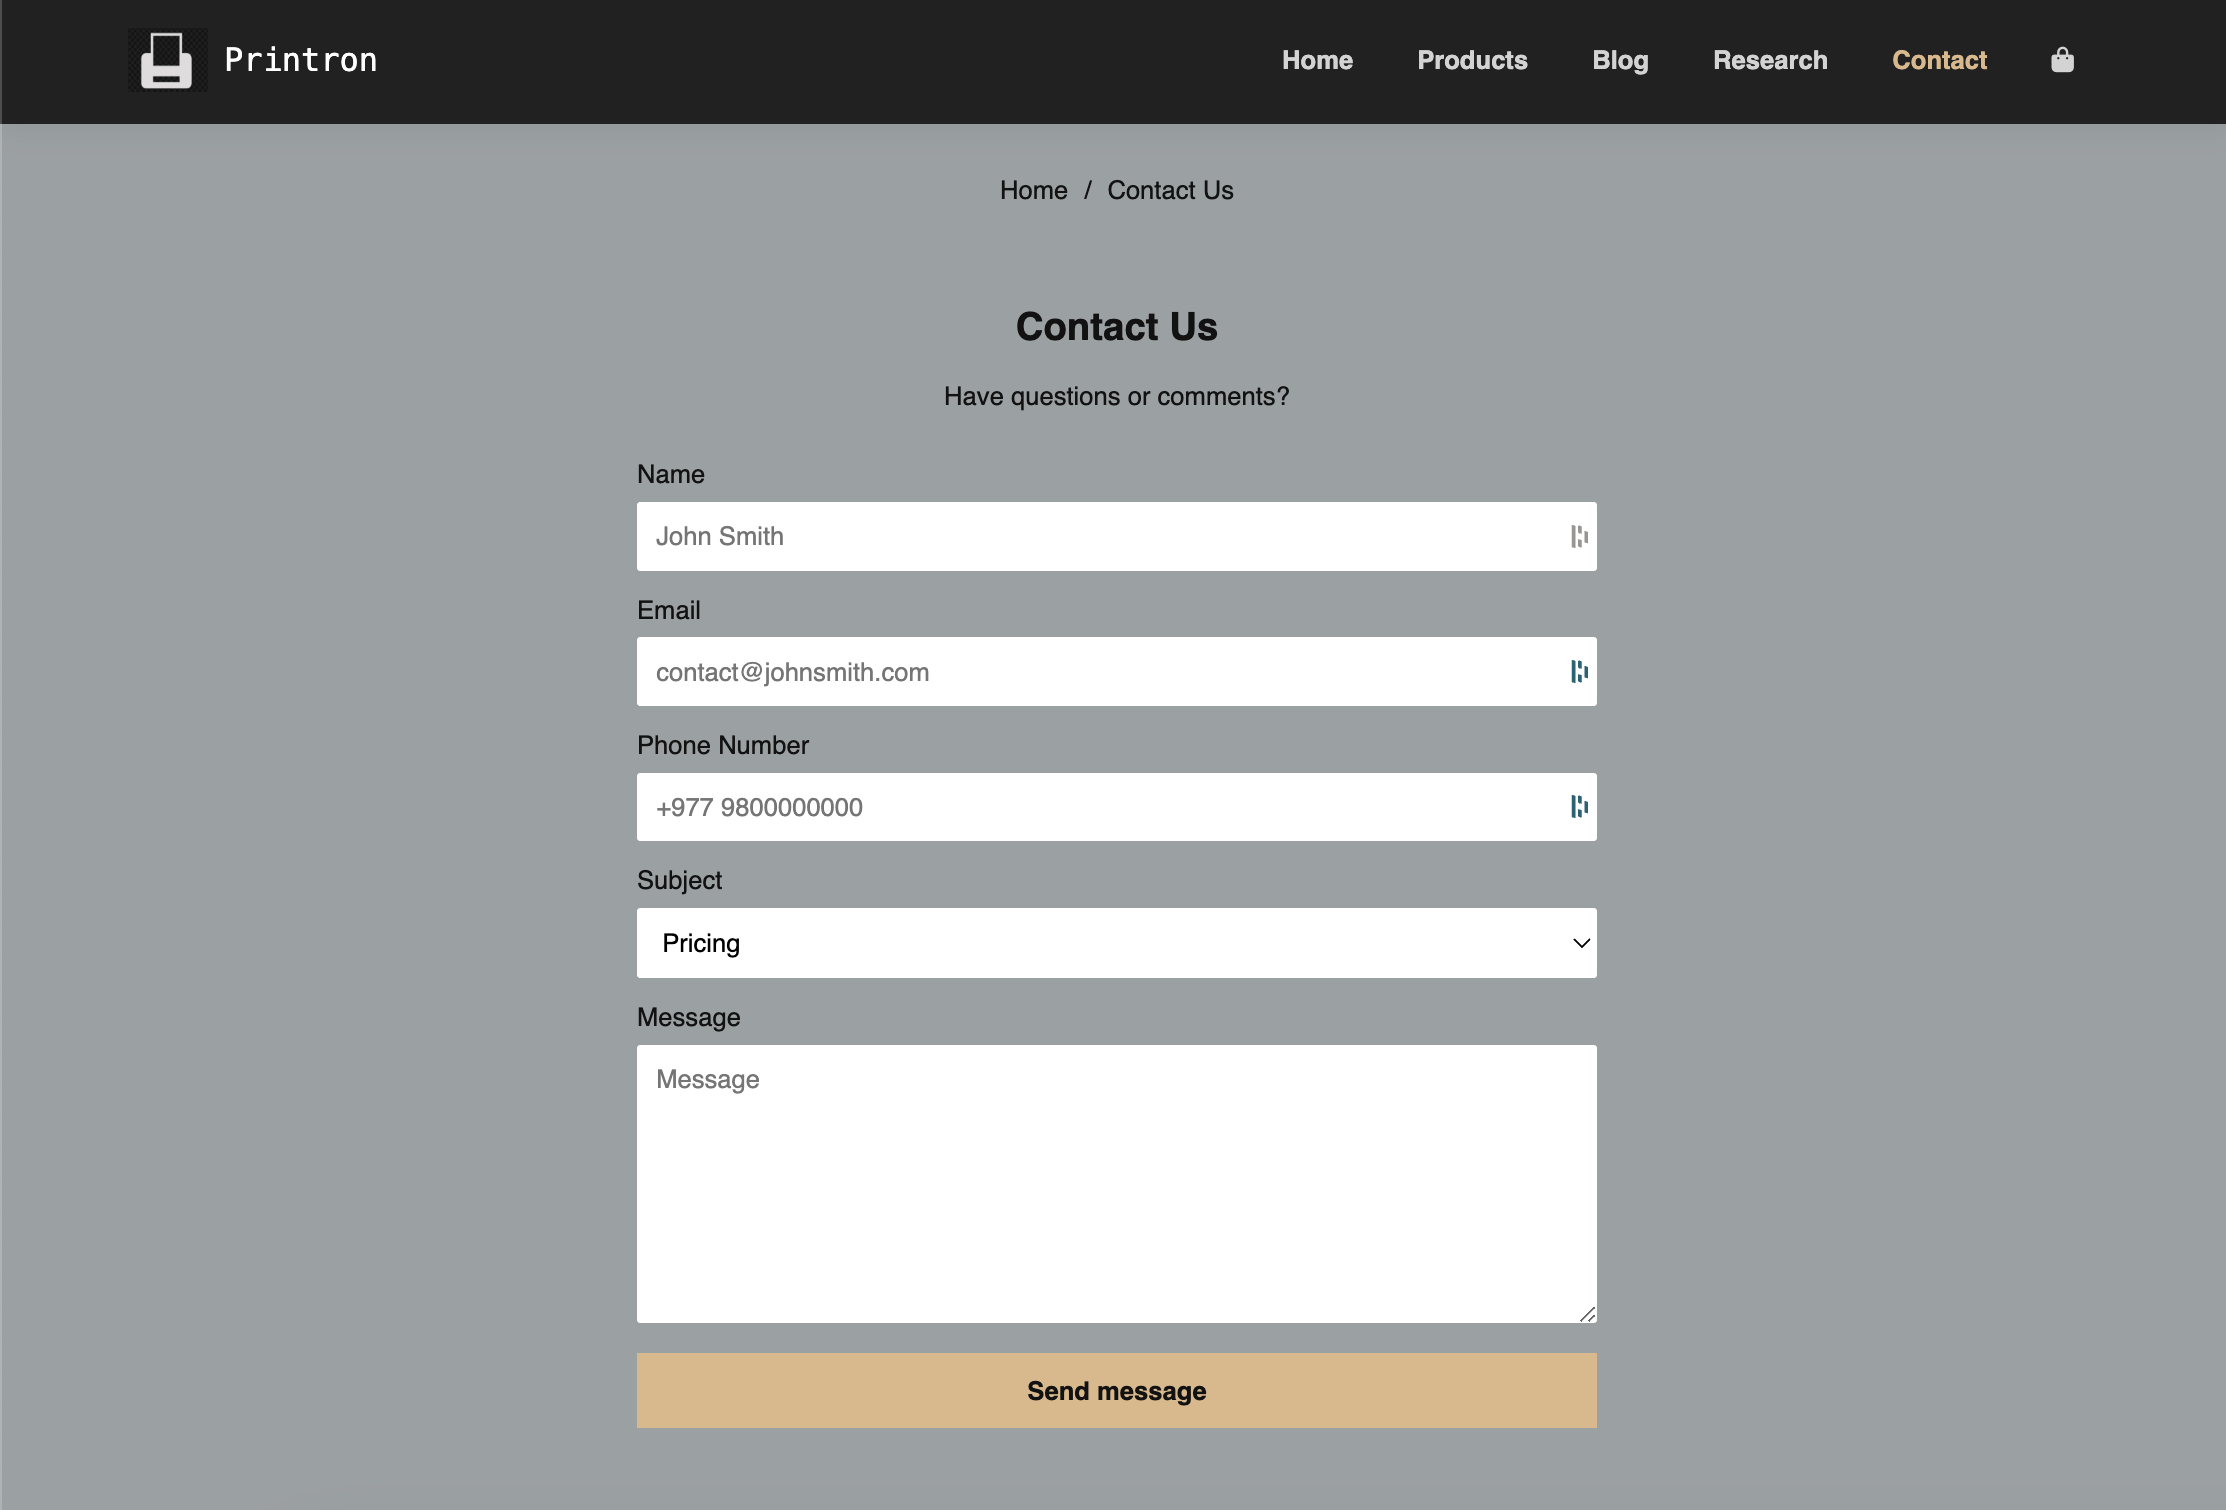 Printron
Home Products Blog Research Contact
Home / Contact Us
Contact Us
Have questions or comments?
Name
John Smith
Email
contact@johnsmith.com
Phone Number
+977 9800000000
Subject
Pricing
Message
Message
Send message